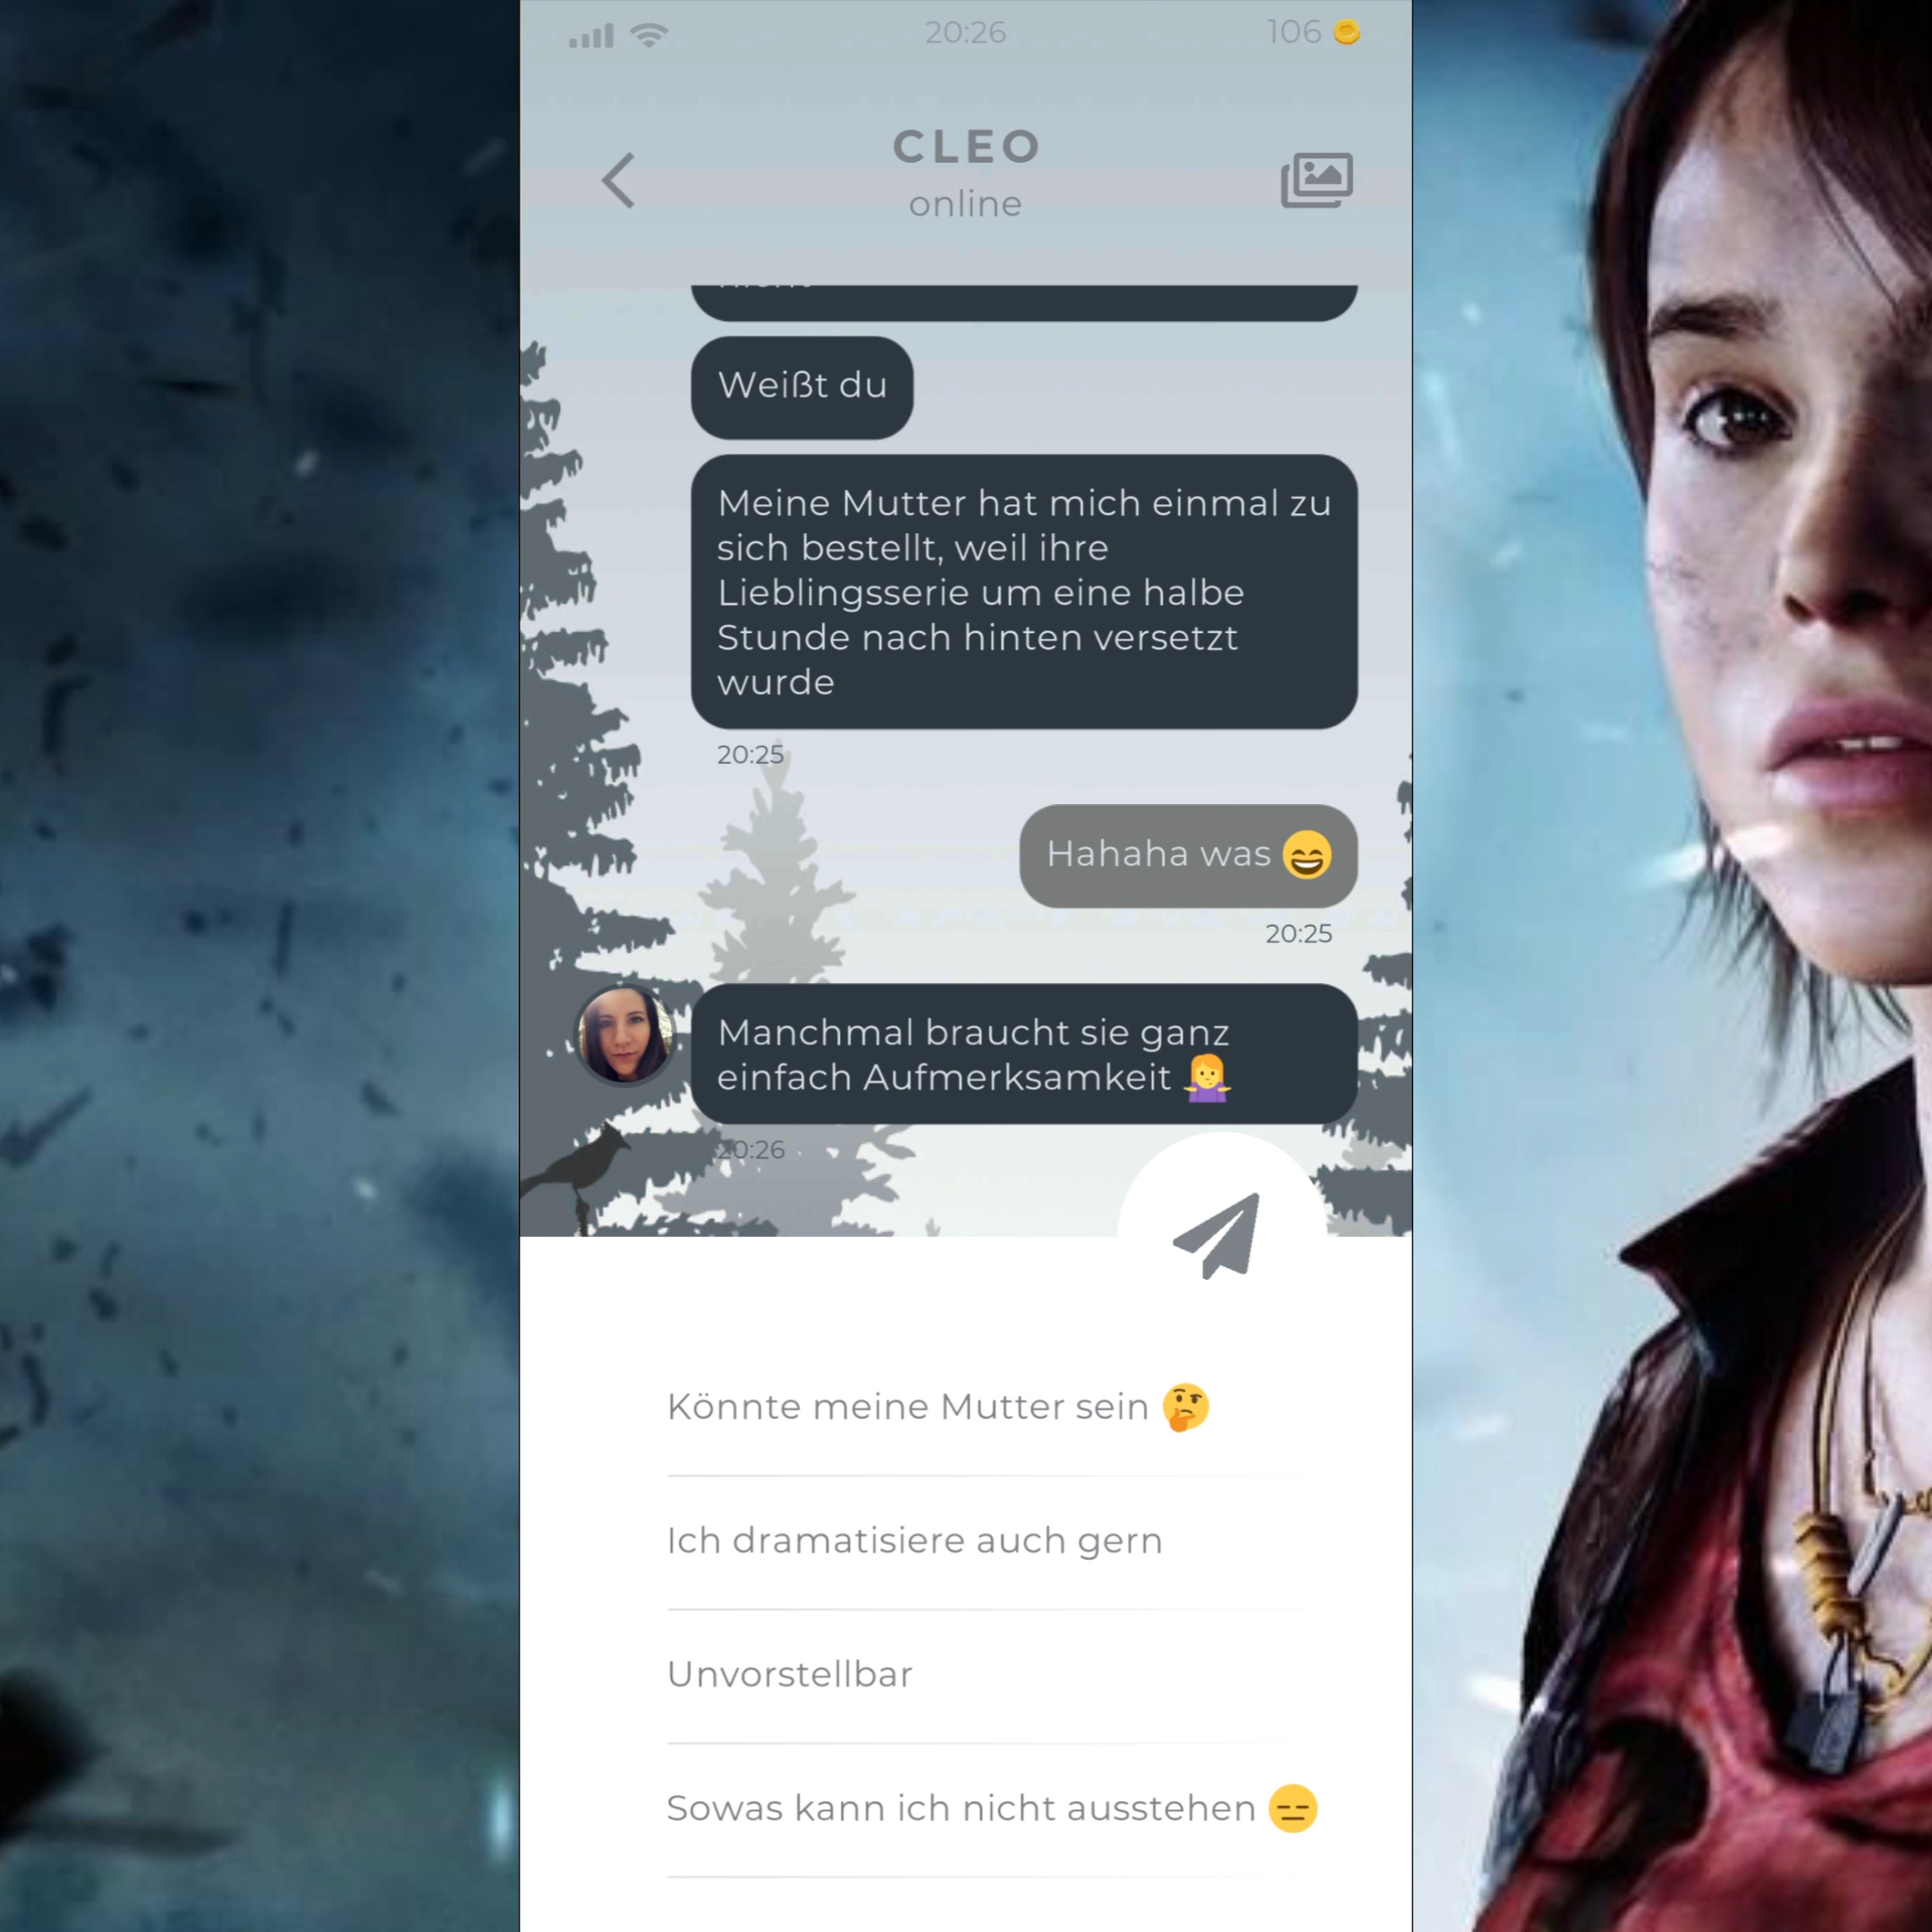 20:26
106
CLEO
online
Weißt du
Meine Mutter hat mich einmal zu
sich bestellt, weil ihre
Lieblingsserie um eine halbe
Stunde nach hinten versetzt
wurde
20:25
Hahaha was 😄
20:25
Manchmal braucht sie ganz
einfach Aufmerksamkeit 🤷‍♀️
20:26
Könnte meine Mutter sein 🤔
Ich dramatisiere auch gern
Unvorstellbar
Sowas kann ich nicht ausstehen 😑